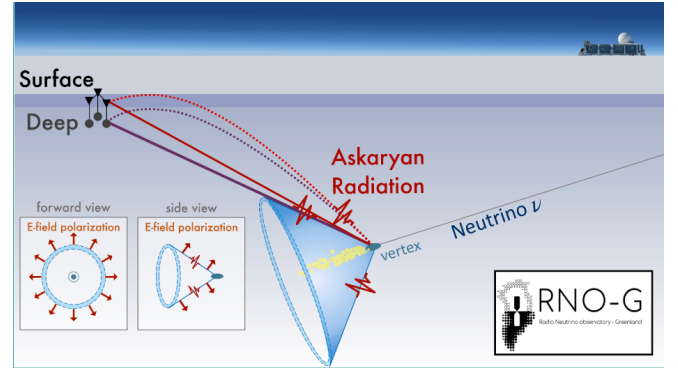 Surface
Deep
Askaryan
Radiation
Neutrino ν
vertex
forward view
E-field polarization
side view
E-field polarization
RNO-G
Radio Neutrino observatory - Greenland